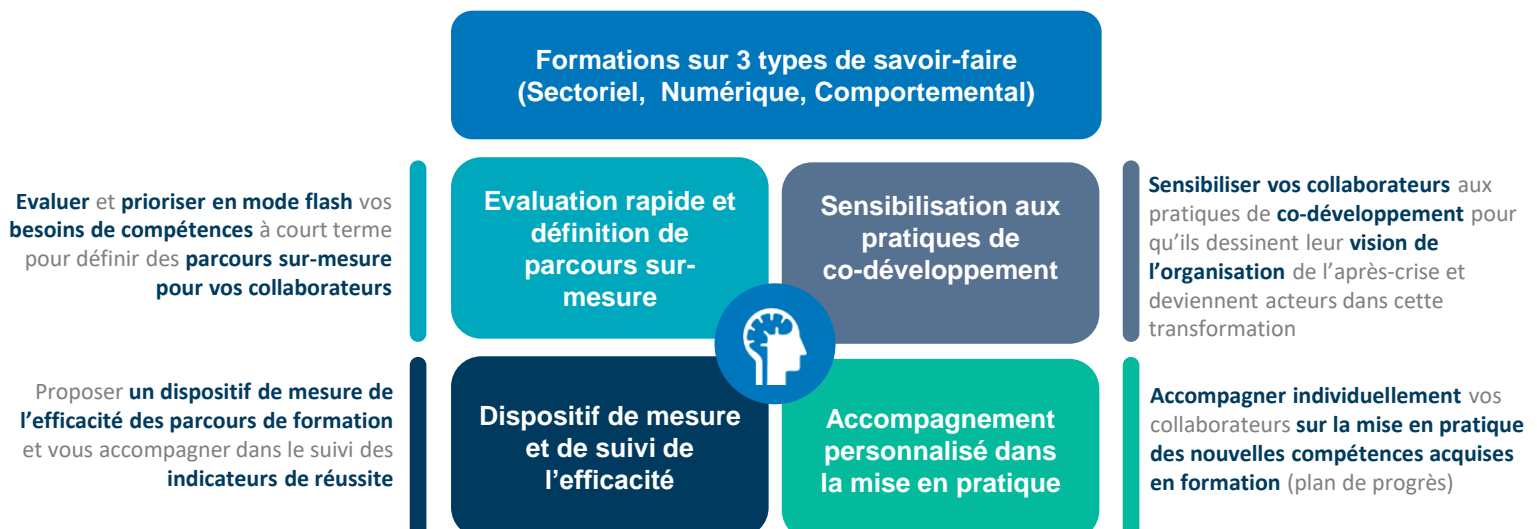 Formations sur 3 types de savoir-faire
(Sectoriel, Numérique, Comportemental)
Evaluer et prioriser en mode flash vos
besoins de compétences à court terme
pour définir des parcours sur-mesure
pour vos collaborateurs
Evaluation rapide et
définition de
parcours sur-
mesure
Sensibilisation aux
pratiques de
co-développement
Sensibiliser vos collaborateurs aux
pratiques de co-développement pour
qu’ils dessinent leur vision de
l’organisation de l’après-crise et
deviennent acteurs dans cette
transformation
Proposer un dispositif de mesure de
l’efficacité des parcours de formation
et vous accompagner dans le suivi des
indicateurs de réussite
Dispositif de mesure
et de suivi de
l’efficacité
Accompagnement
personnalisé dans
la mise en pratique
Accompagner individuellement vos
collaborateurs sur la mise en pratique
des nouvelles compétences acquises
en formation (plan de progrès)